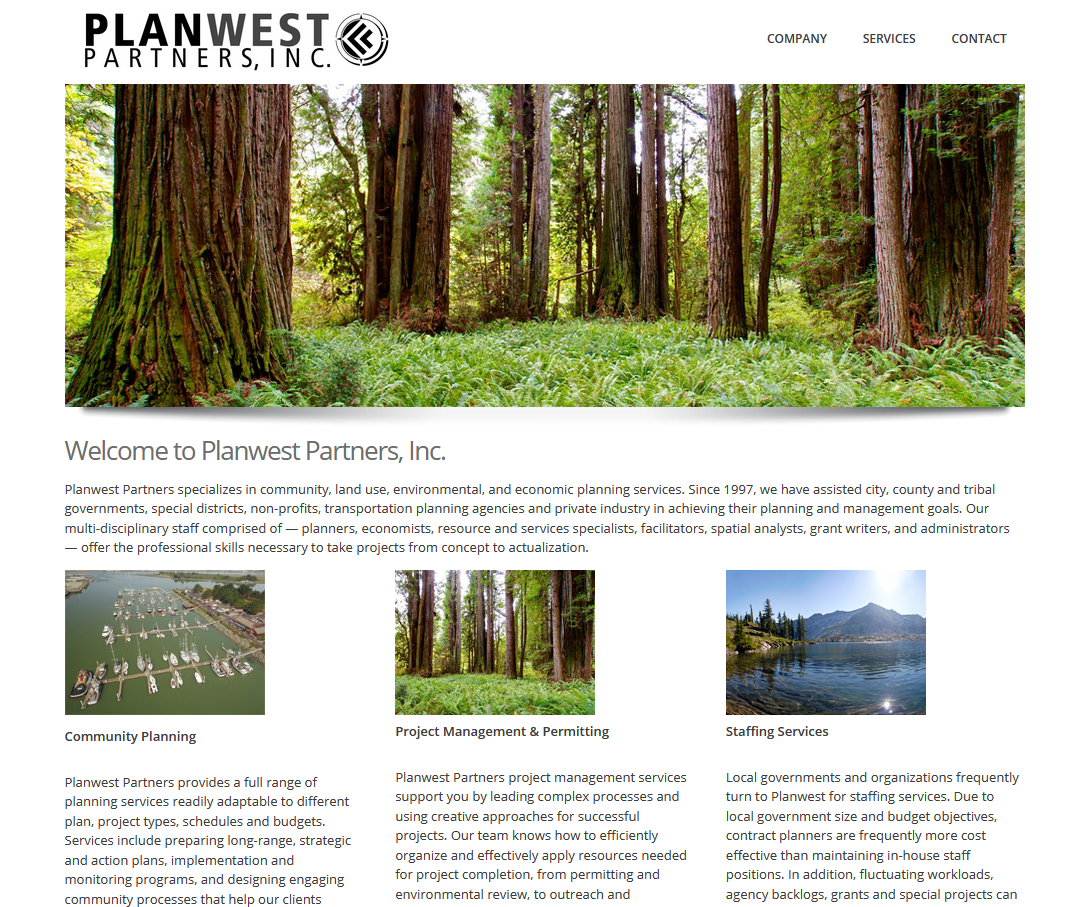 PLANWEST
PARTNERS, INC.
COMPANY SERVICES CONTACT
Welcome to Planwest Partners, Inc.
Planwest Partners specializes in community, land use, environmental, and economic planning services. Since 1997, we have assisted city, county and tribal
governments, special districts, non-profits, transportation planning agencies and private industry in achieving their planning and management goals. Our
multi-disciplinary staff comprised of — planners, economists, resource and services specialists, facilitators, spatial analysts, grant writers, and administrators
— offer the professional skills necessary to take projects from concept to actualization.
Community Planning
Planwest Partners provides a full range of
planning services readily adaptable to different
plan, project types, schedules and budgets.
Services include preparing long-range, strategic
and action plans, implementation and
monitoring programs, and designing engaging
community processes that help our clients
Project Management & Permitting
Planwest Partners project management services
support you by leading complex processes and
using creative approaches for successful
projects. Our team knows how to efficiently
organize and effectively apply resources needed
for project completion, from permitting and
environmental review, to outreach and
Staffing Services
Local governments and organizations frequently
turn to Planwest for staffing services. Due to
local government size and budget objectives,
contract planners are frequently more cost
effective than maintaining in-house staff
positions. In addition, fluctuating workloads,
agency backlogs, grants and special projects can